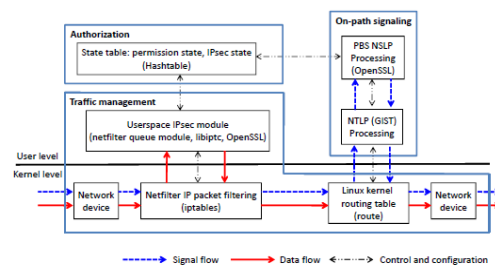 On-path signaling
Authorization
State table: permission state, IPsec state
(Hashtable)
PBS NSLP
Processing
(OpenSSL)
Traffic management
Userspace IPsec module
(netfilter queue module, libiptc, OpenSSL)
NTLP (GIST)
Processing
User level
Kernel level
Network
device
Netfilter IP packet filtering
(iptables)
Linux kernel
routing table
(route)
Network
device
Signal flow
Data flow
Control and configuration